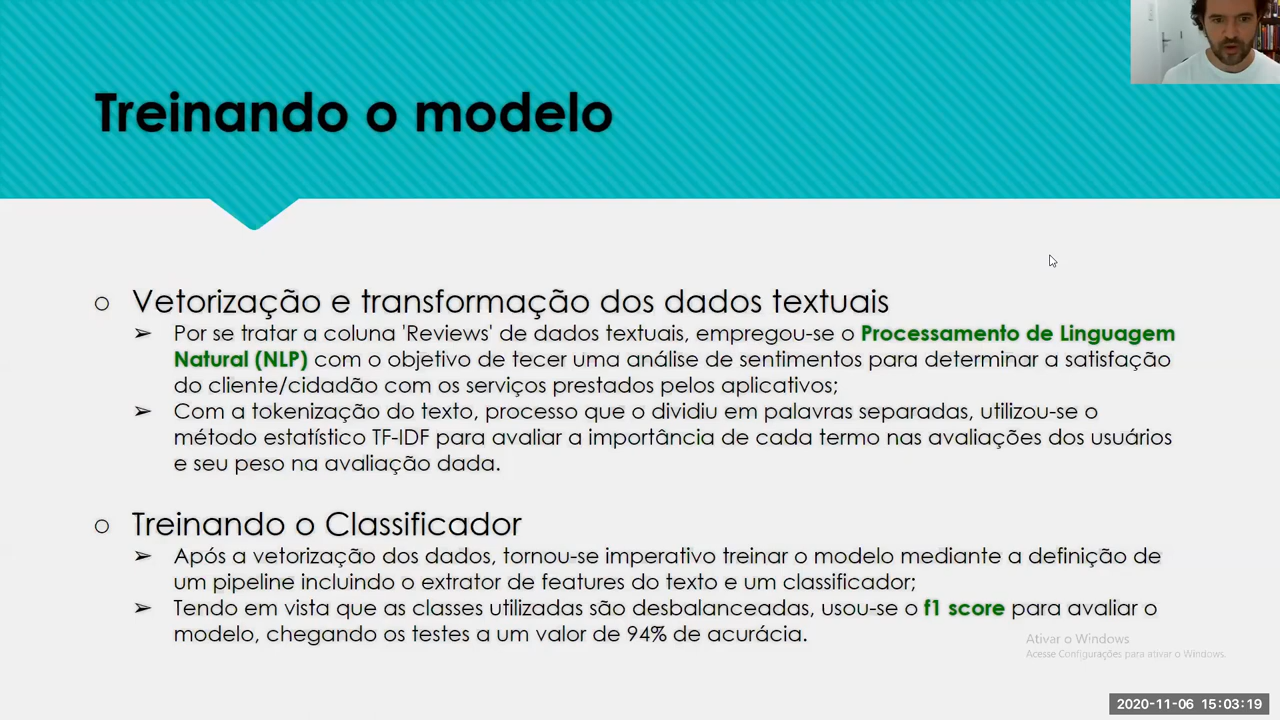 Treinando o modelo
○ Vetorização e transformação dos dados textuais
➢ Por se tratar a coluna 'Reviews' de dados textuais, empregou-se o Processamento de Linguagem
Natural (NLP) com o objetivo de tecer uma análise de sentimentos para determinar a satisfação
do cliente/cidadão com os serviços prestados pelos aplicativos;
➢ Com a tokenização do texto, processo que o dividiu em palavras separadas, utilizou-se o
método estatístico TF-IDF para avaliar a importância de cada termo nas avaliações dos usuários
e seu peso na avaliação dada.
○ Treinando o Classificador
➢ Após a vetorização dos dados, tornou-se imperativo treinar o modelo mediante a definição de
um pipeline incluindo o extrator de features do texto e um classificador;
➢ Tendo em vista que as classes utilizadas são desbalanceadas, usou-se o f1 score para avaliar o
modelo, chegando os testes a um valor de 94% de acurácia.
Ativar o Windows
Acesse Configurações para ativar o Windows.
2020-11-06 15:03:19